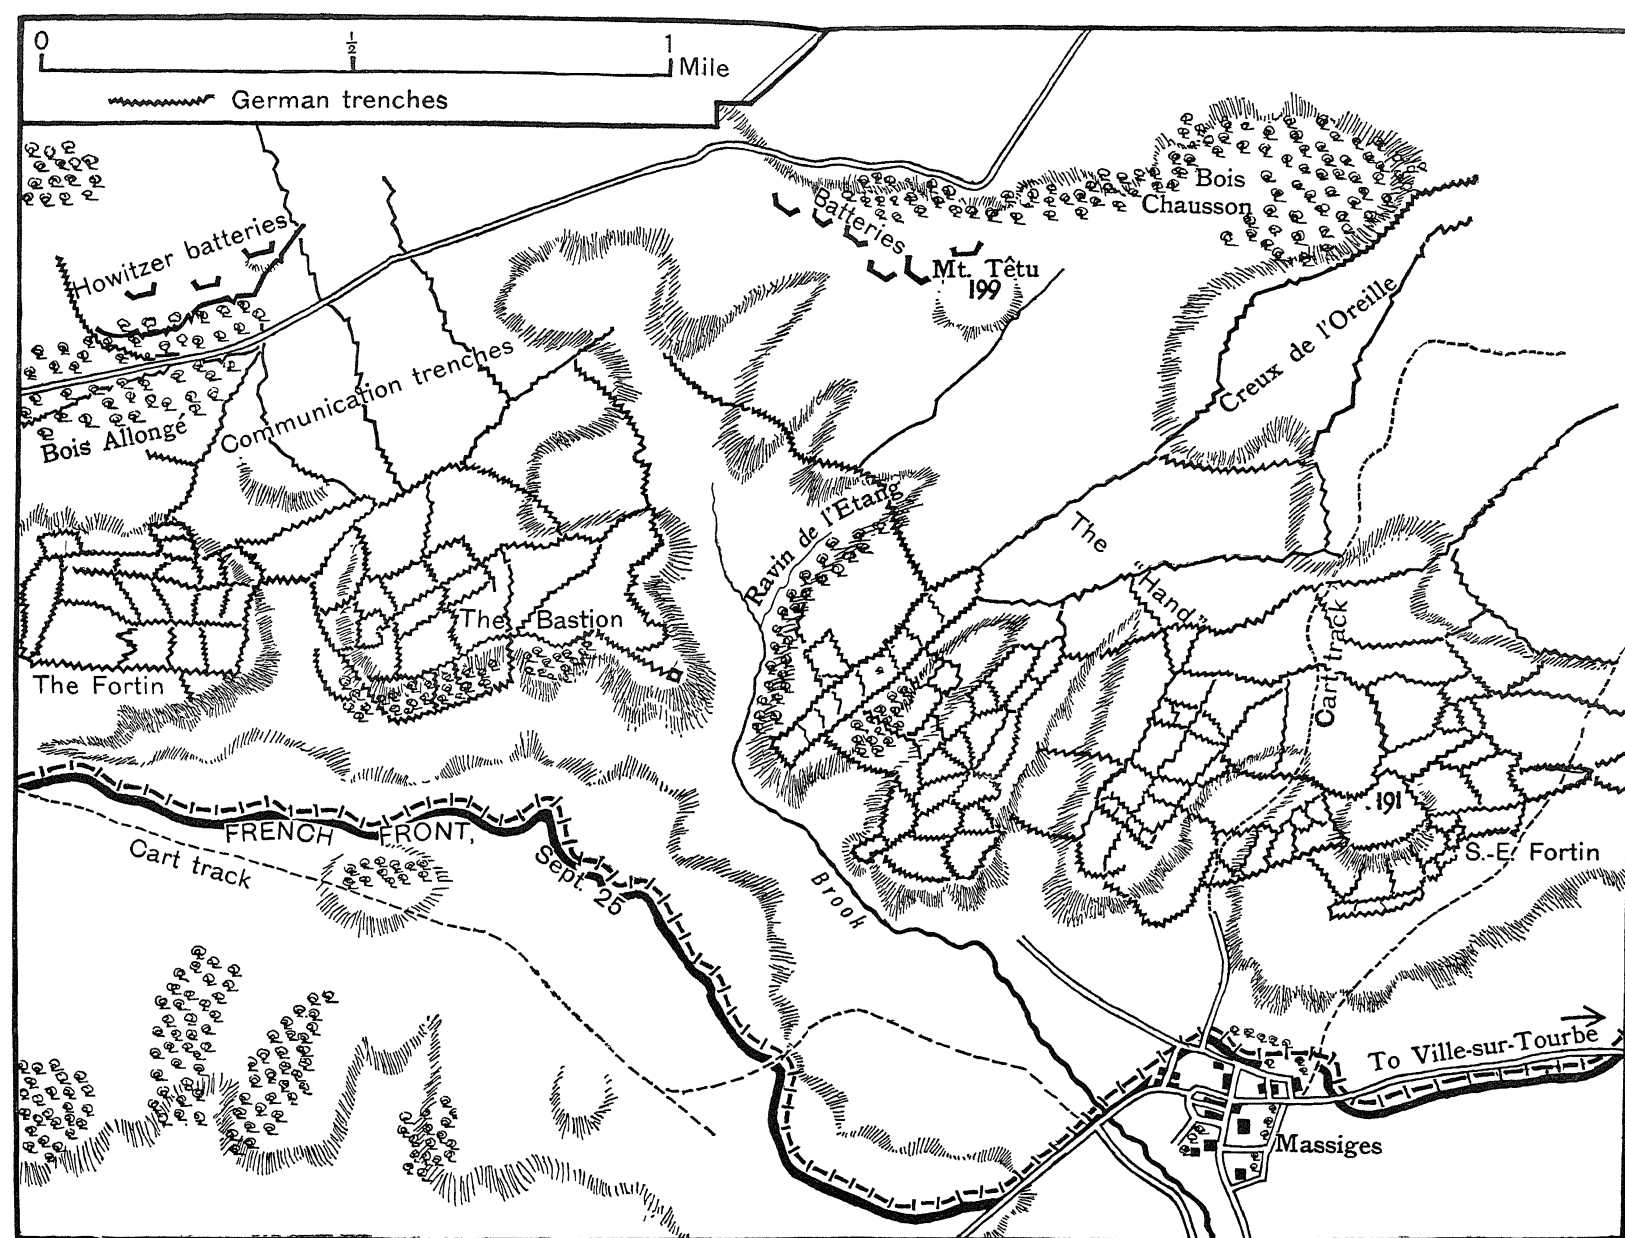 0 ½ 1 Mile
German trenches
Howitzer batteries
Batteries
Bois
Chausson
Mt. Têtu
199
Creux de l'Oreille
Communication trenches
Bois Allongé
Ravin de l'Etang
The "Hand"
The Bastion
Cart track
The Fortin
191
S.-E. Fortin
FRENCH FRONT,
Sept. 25
Cart track
Brook
To Ville-sur-Tourbe
Massiges